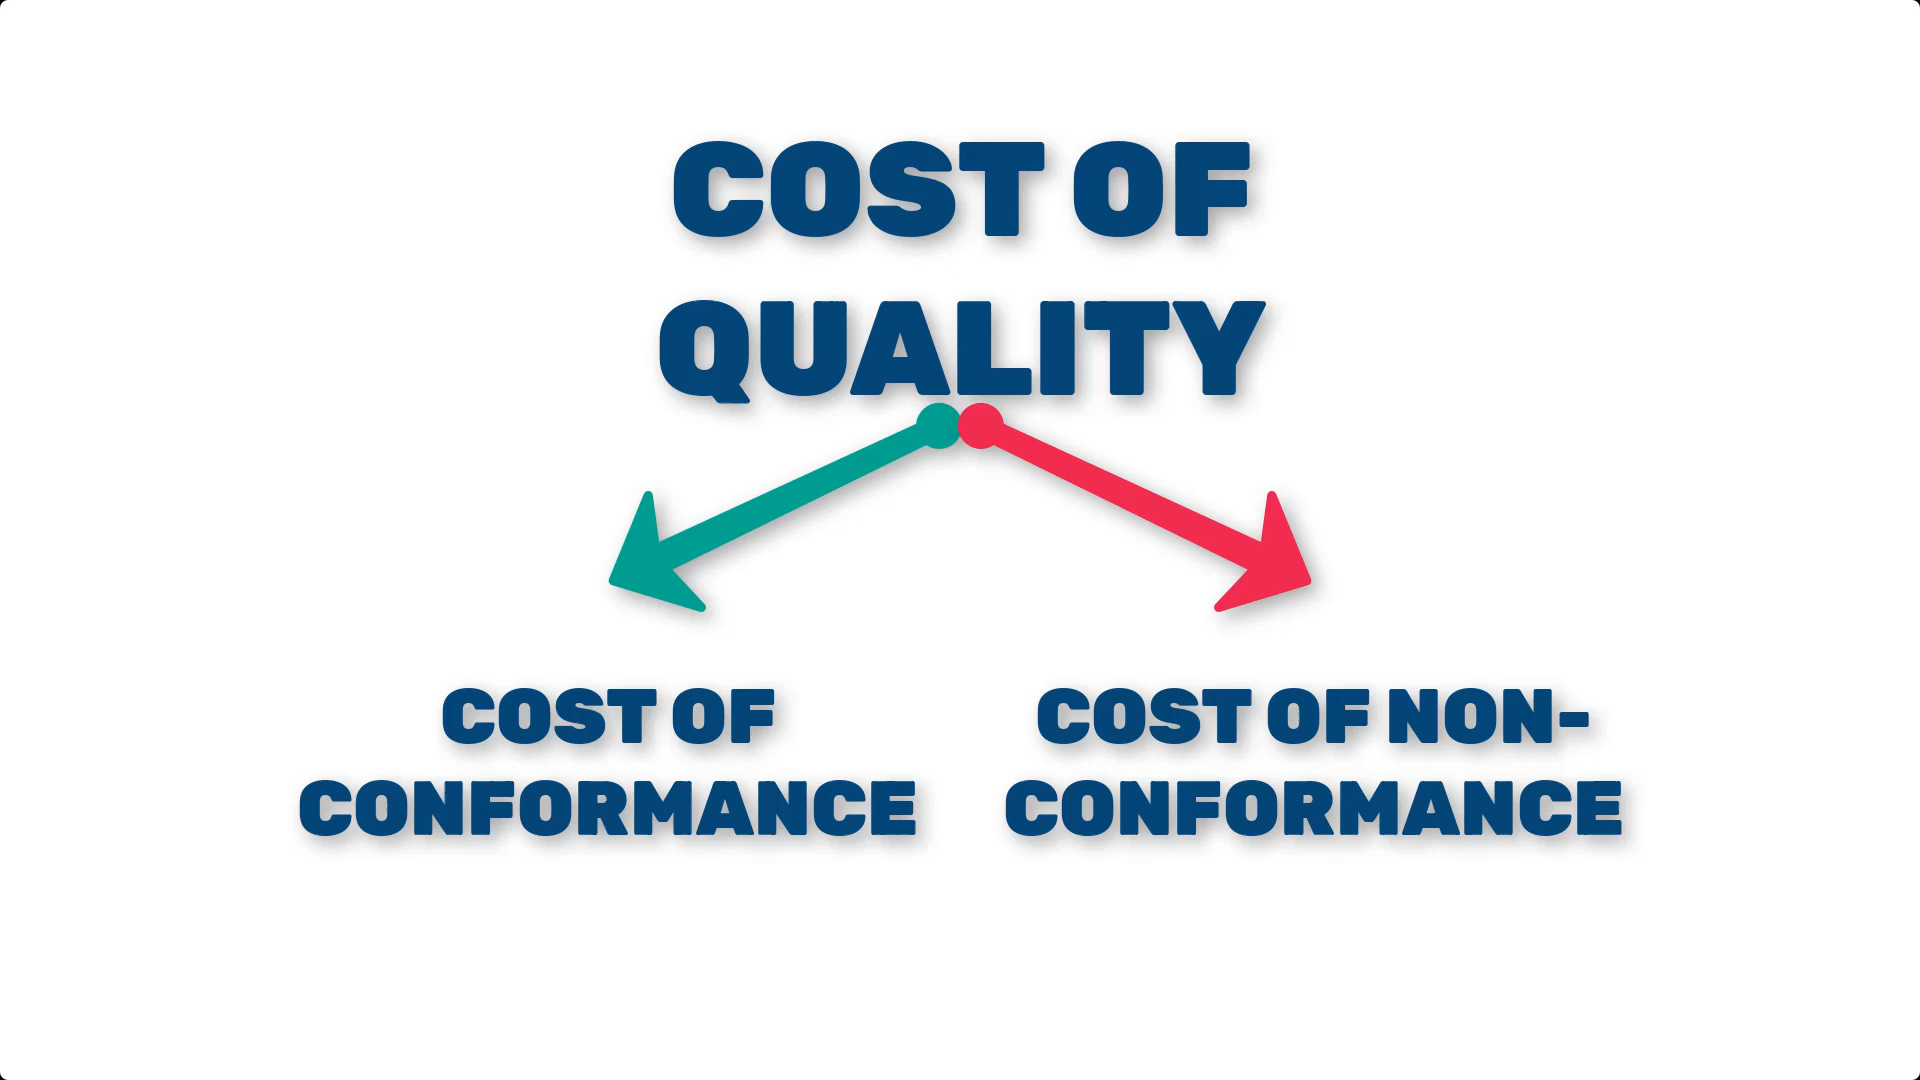 COST OF
QUALITY
COST OF
CONFORMANCE
COST OF NON-
CONFORMANCE